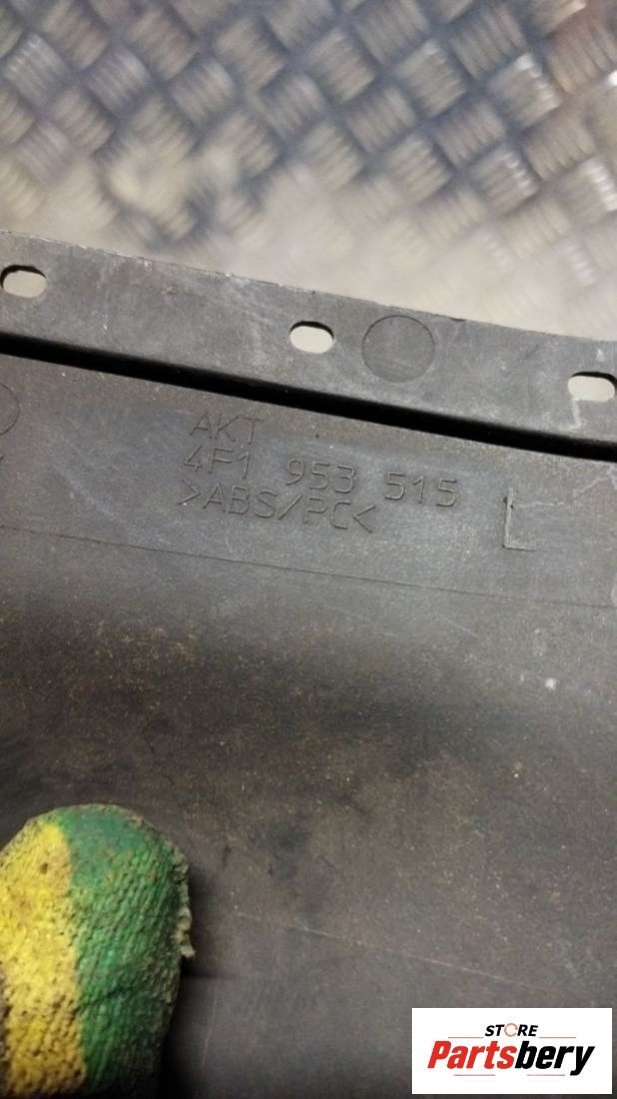 AKT
4F1 953 515
>ABS/PC<
L
STORE
Partsbery